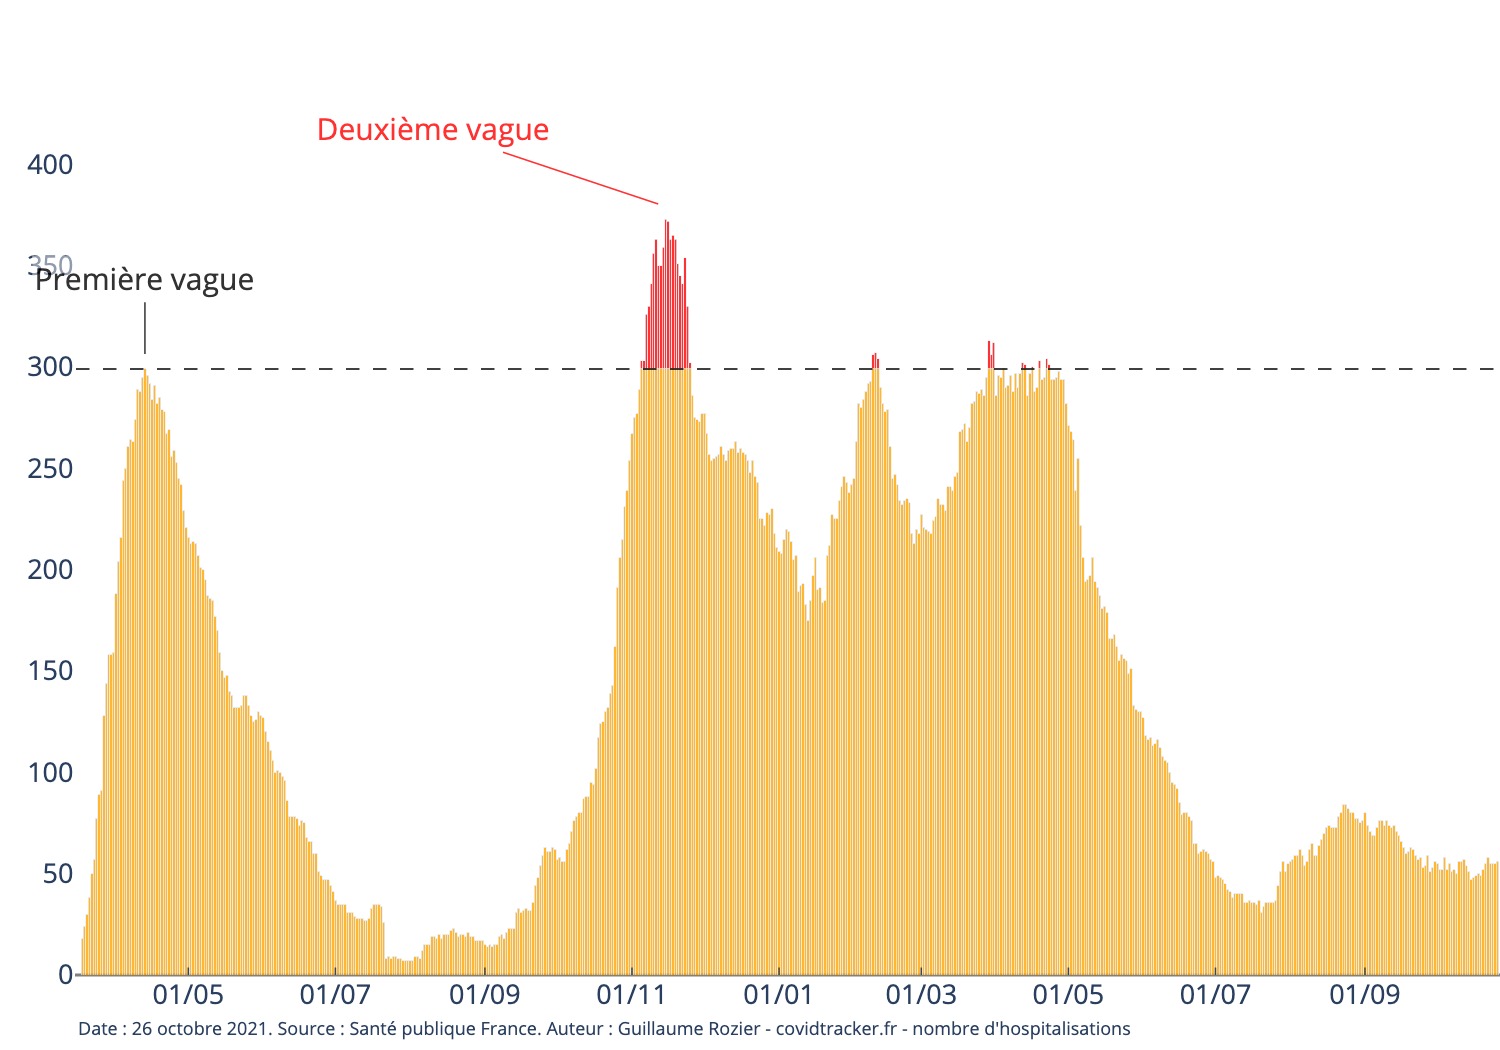 Deuxième vague
400
350
Première vague
300
250
200
150
100
50
0
01/05 01/07 01/09 01/11 01/01 01/03 01/05 01/07 01/09
Date : 26 octobre 2021. Source : Santé publique France. Auteur : Guillaume Rozier - covidtracker.fr - nombre d'hospitalisations